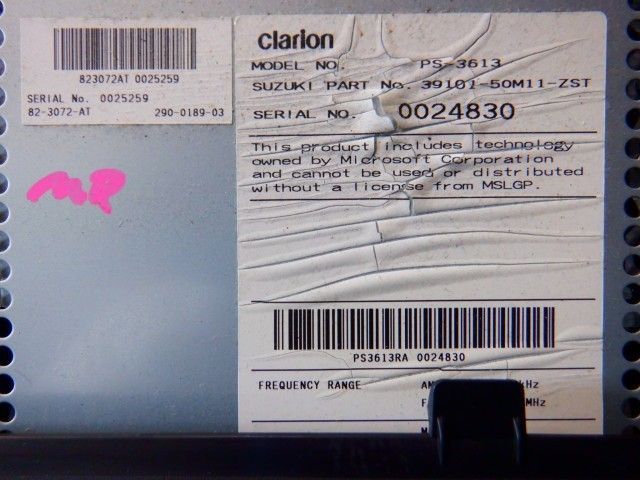 823072AT 0025259
SERIAL No. 0025259
82-3072-AT 290-0189-03
clarion
MODEL NO. PS-3613
SUZUKI PART No. 39101-50M11-ZST
SERIAL NO. 0024830
This product includes technology
owned by Microsoft Corporation
and cannot be used or distributed
without a license from MSLGP.
PS3613RA 0024830
FREQUENCY RANGE